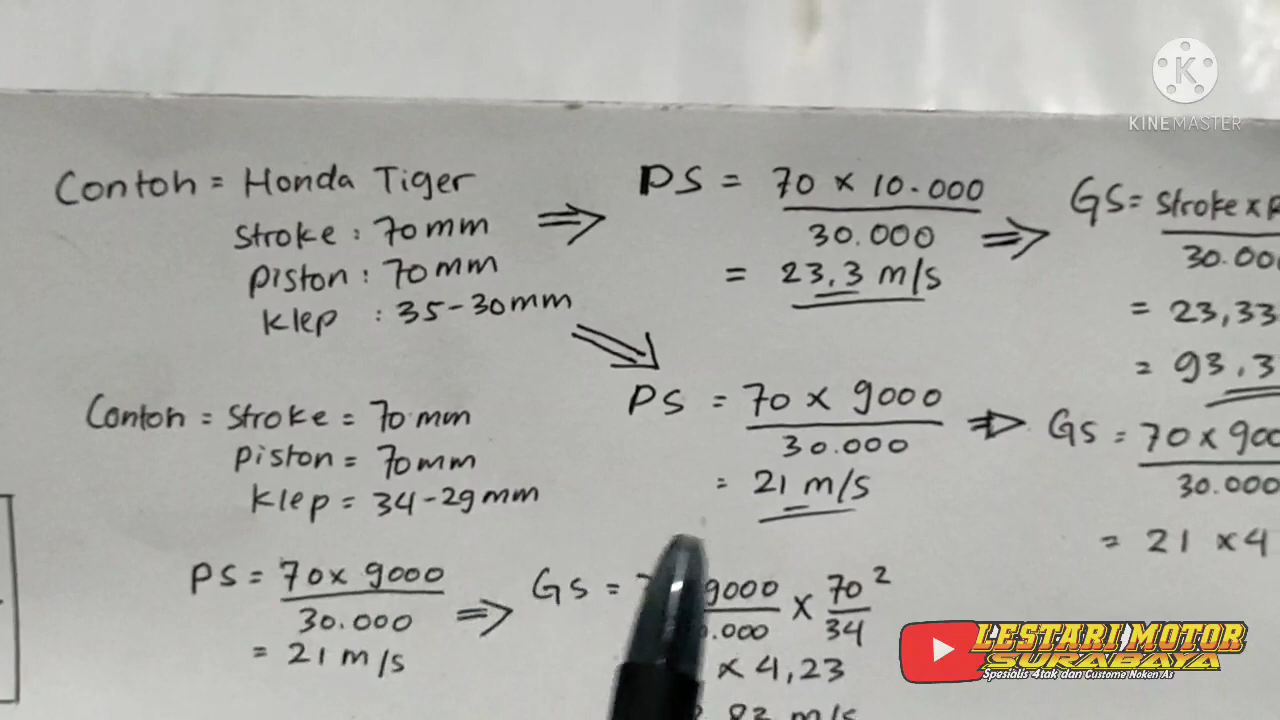 KINEMASTER
Contoh = Honda Tiger
Stroke : 70mm
Piston : 70mm
Klep : 35-30mm
PS = 70 x 10.000
30.000
= 23,3 m/s
GS = stroke x
30.00
= 23,33
= 93,3
PS = 70 x 9000
30.000
= 21 m/s
GS = 70 x 900
30.000
= 21 x 4
Contoh = Stroke = 70mm
Piston = 70mm
Klep = 34-29mm
PS = 70 x 9000
30.000
= 21 m/s
GS = 9000 x 70²
.000 34
x 4,23
83 m/s
LESTARI MOTOR
SURABAYA
Spesialis 4tak dan Custome Noken As